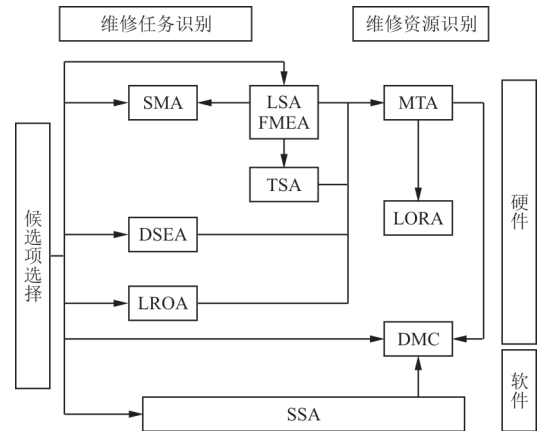 维修任务识别
维修资源识别
SMA
LSA
FMEA
MTA
TSA
LORA
DSEA
LROA
DMC
SSA
候选项选择
硬件
软件